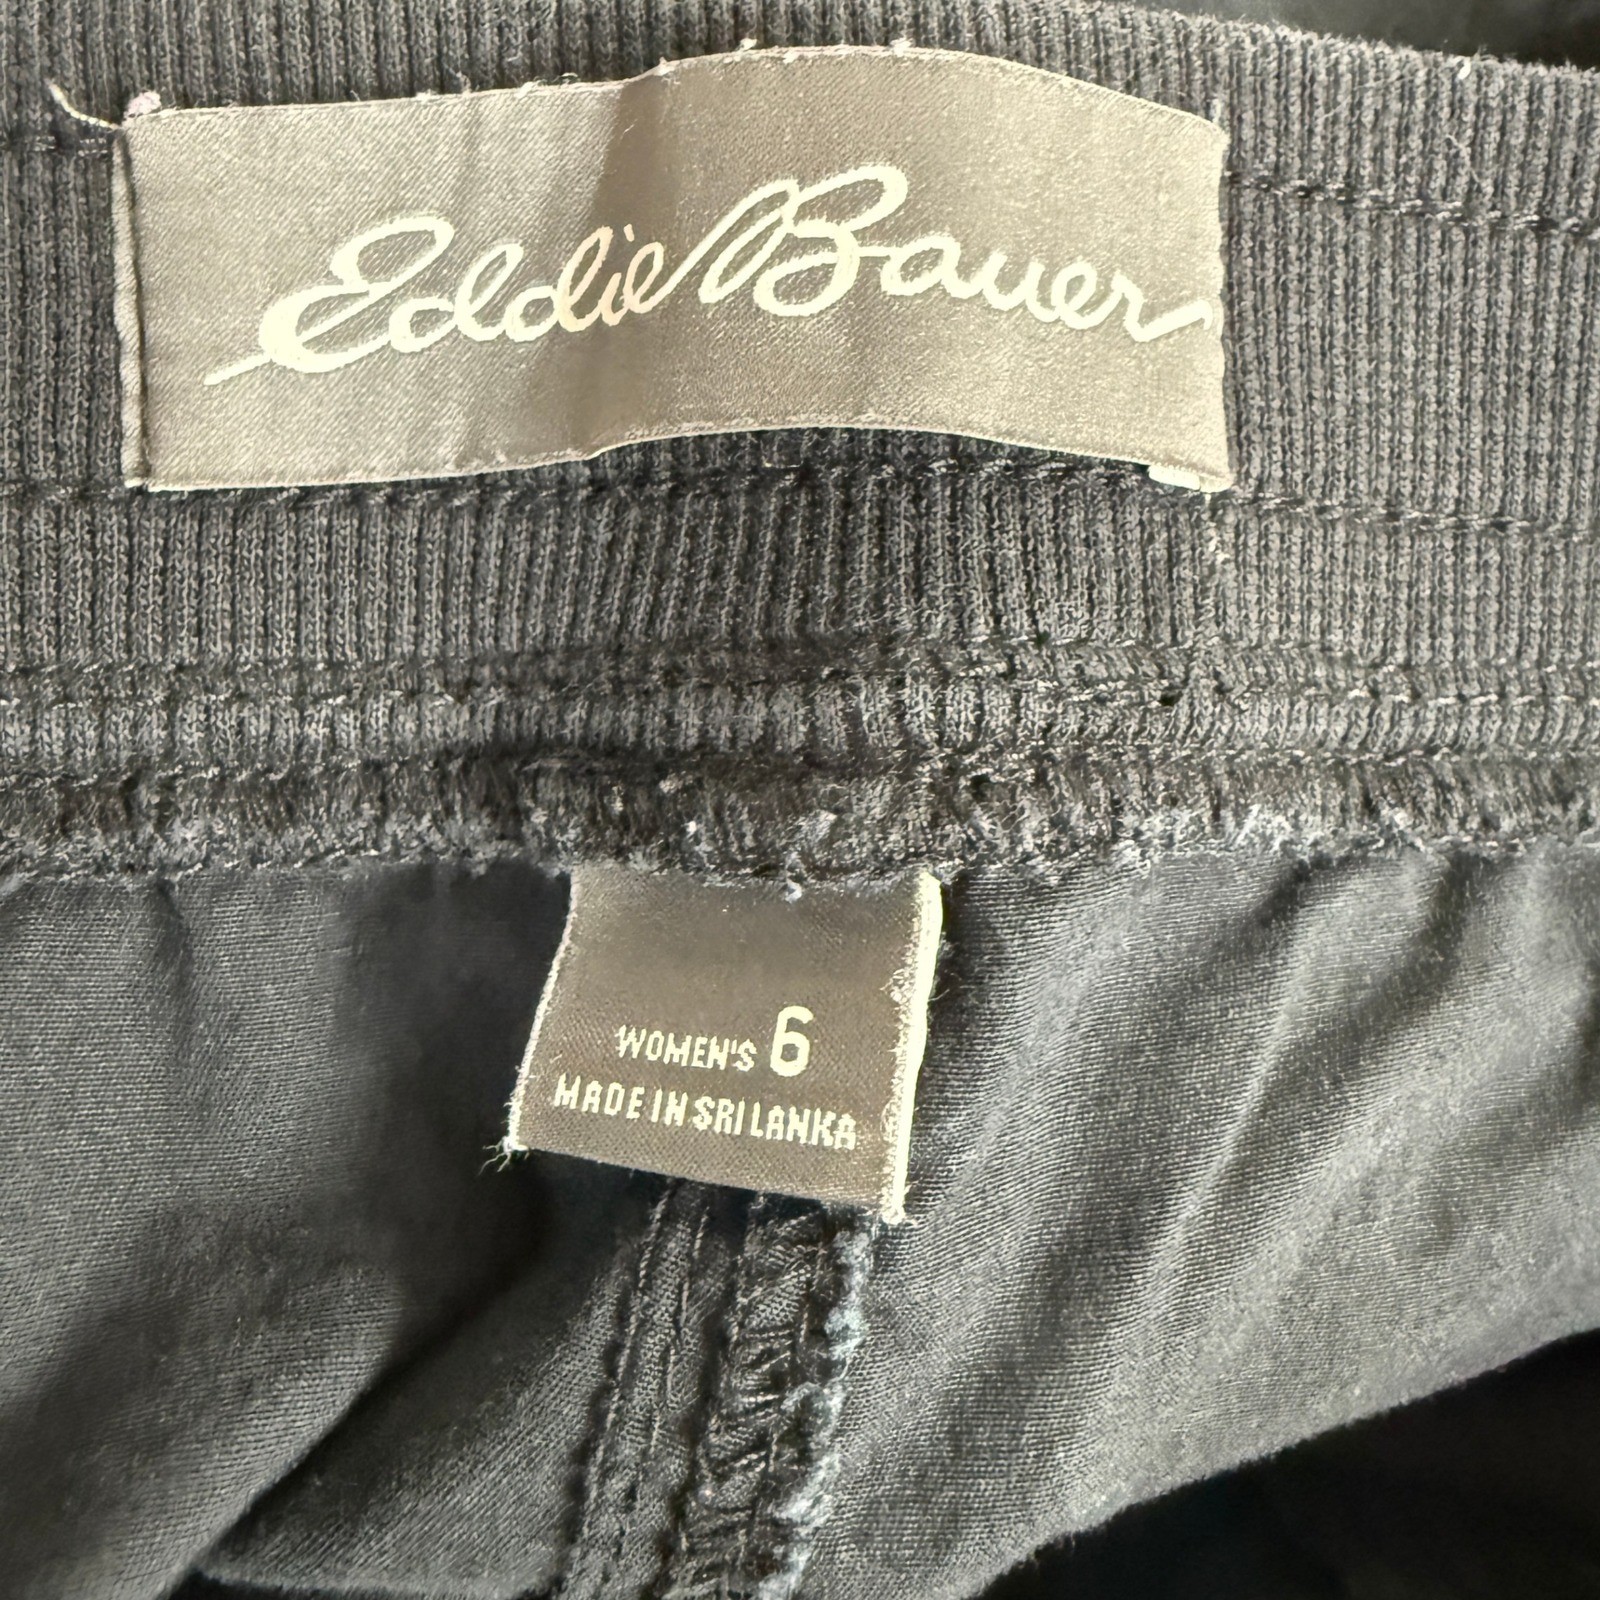 Eddie Bauer
WOMEN'S 6
MADE IN SRI LANKA